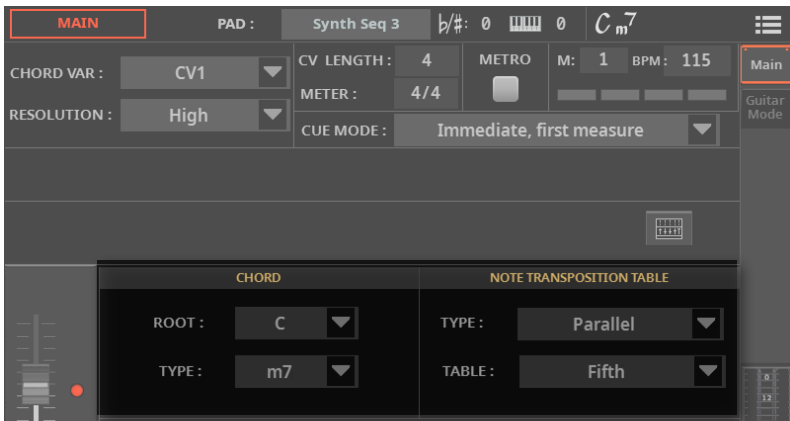 MAIN PAD : Synth Seq 3 ♭/♯: 0 0 Cm7
CHORD VAR : CV1 CV LENGTH : 4 METRO M: 1 BPM: 115 Main
METER : 4/4 Guitar
Mode
RESOLUTION : High CUE MODE : Immediate, first measure
CHORD NOTE TRANSPOSITION TABLE
ROOT : C TYPE : Parallel
TYPE : m7 TABLE : Fifth
0
12